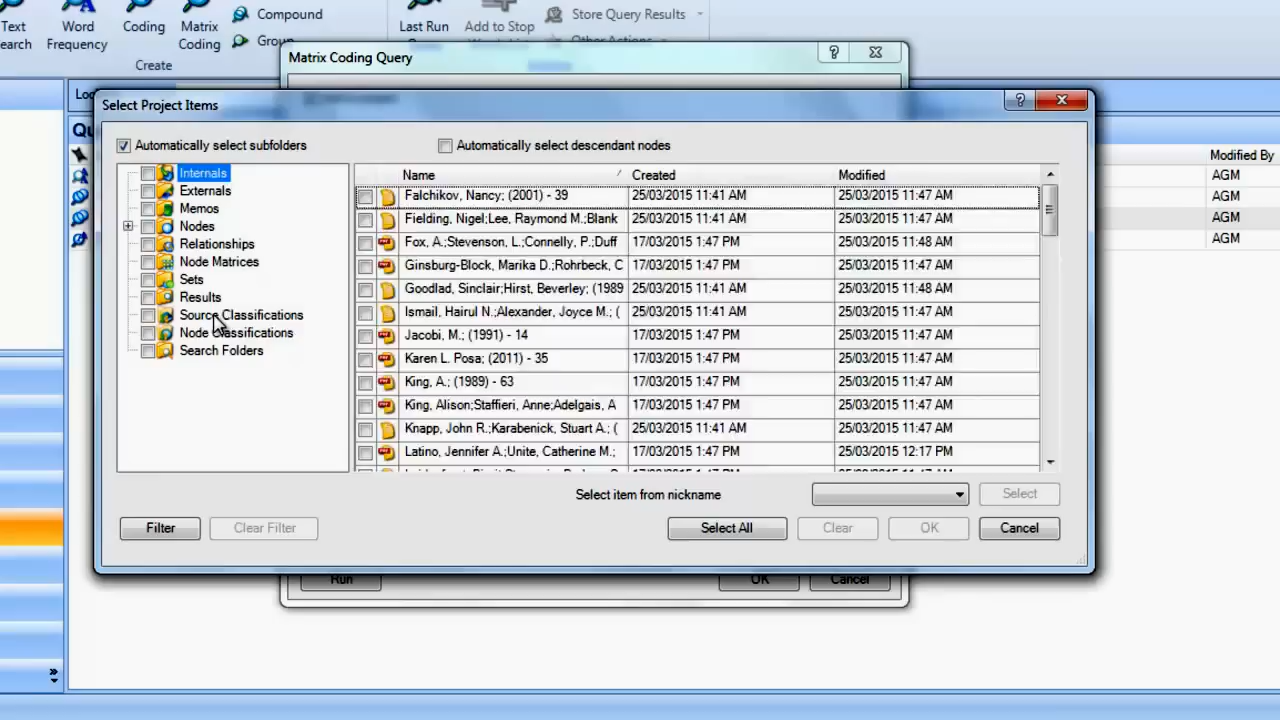 Text
earch
Word
Frequency
Coding
Matrix
Coding
Compound
Group
Create
Last Run
Add to Stop
Store Query Results
Other Actions
Matrix Coding Query
Select Project Items
Automatically select subfolders
Automatically select descendant nodes
Internals
Externals
Memos
Nodes
Relationships
Node Matrices
Sets
Results
Source Classifications
Node Classifications
Search Folders
Name Created Modified
Falchikov, Nancy; (2001) - 39 25/03/2015 11:41 AM 25/03/2015 11:47 AM
Fielding, Nigel;Lee, Raymond M.;Blank 25/03/2015 11:41 AM 25/03/2015 11:47 AM
Fox, A.;Stevenson, L.;Connelly, P.;Duff 17/03/2015 1:47 PM 25/03/2015 11:48 AM
Ginsburg-Block, Marika D.;Rohrbeck, C 17/03/2015 1:47 PM 25/03/2015 11:47 AM
Goodlad, Sinclair;Hirst, Beverley; (1989 25/03/2015 11:41 AM 25/03/2015 11:48 AM
Ismail, Hairul N.;Alexander, Joyce M.; ( 25/03/2015 11:41 AM 25/03/2015 11:47 AM
Jacobi, M.; (1991) - 14 17/03/2015 1:47 PM 25/03/2015 11:47 AM
Karen L. Posa; (2011) - 35 17/03/2015 1:47 PM 25/03/2015 11:47 AM
King, A.; (1989) - 63 17/03/2015 1:47 PM 25/03/2015 11:47 AM
King, Alison;Staffieri, Anne;Adelgais, A 17/03/2015 1:47 PM 25/03/2015 11:47 AM
Knapp, John R.;Karabenick, Stuart A.; ( 25/03/2015 11:41 AM 25/03/2015 11:47 AM
Latino, Jennifer A.;Unite, Catherine M.; 17/03/2015 1:47 PM 25/03/2015 12:17 PM
Select item from nickname
Select
Filter
Clear Filter
Select All
Clear
OK
Cancel
Run
OK
Cancel
Modified By
AGM
AGM
AGM
AGM